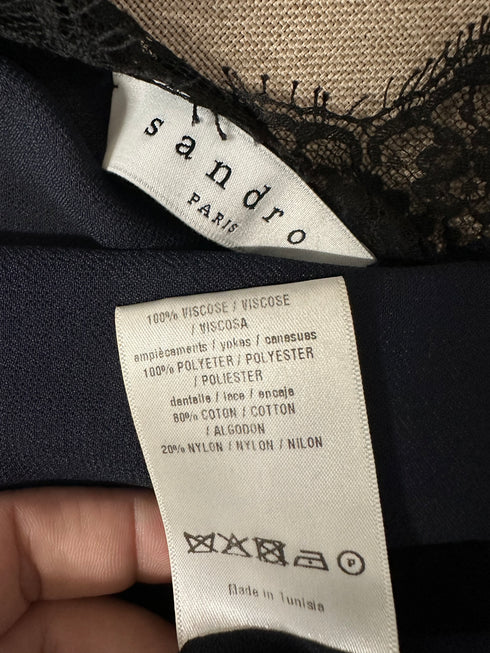 sandro
PARIS
100% VISCOSE / VISCOSE
/ VISCOSA
ampiècements / yokes / canesues
100% POLYETER / POLYESTER
/ POLIESTER
dentelle / lace / encaje
80% COTON / COTTON
/ ALGODON
20% NYLON / NYLON / NILON
P
Made in Tunisia